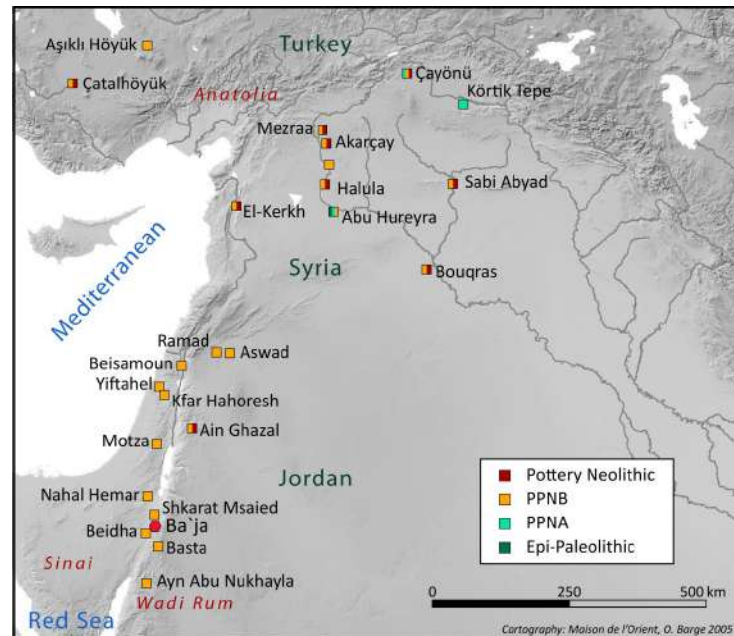 Aşıklı Höyük
Turkey
Çatalhöyük
Anatolia
Çayönü
Körtik Tepe
Mezraa
Akarçay
Halula
Sabi Abyad
El-Kerkh
Abu Hureyra
Mediterranean
Syria
Bouqras
Ramad
Aswad
Beisamoun
Yiftahel
Kfar Hahoresh
Ain Ghazal
Motza
Jordan
Nahal Hemar
Shkarat Msaied
Ba`ja
Beidha
Basta
Sinai
Ayn Abu Nukhayla
Wadi Rum
Red Sea
Pottery Neolithic
PPNB
PPNA
Epi-Paleolithic
0 250 500 km
Cartography: Maison de l'Orient, O. Barge 2005